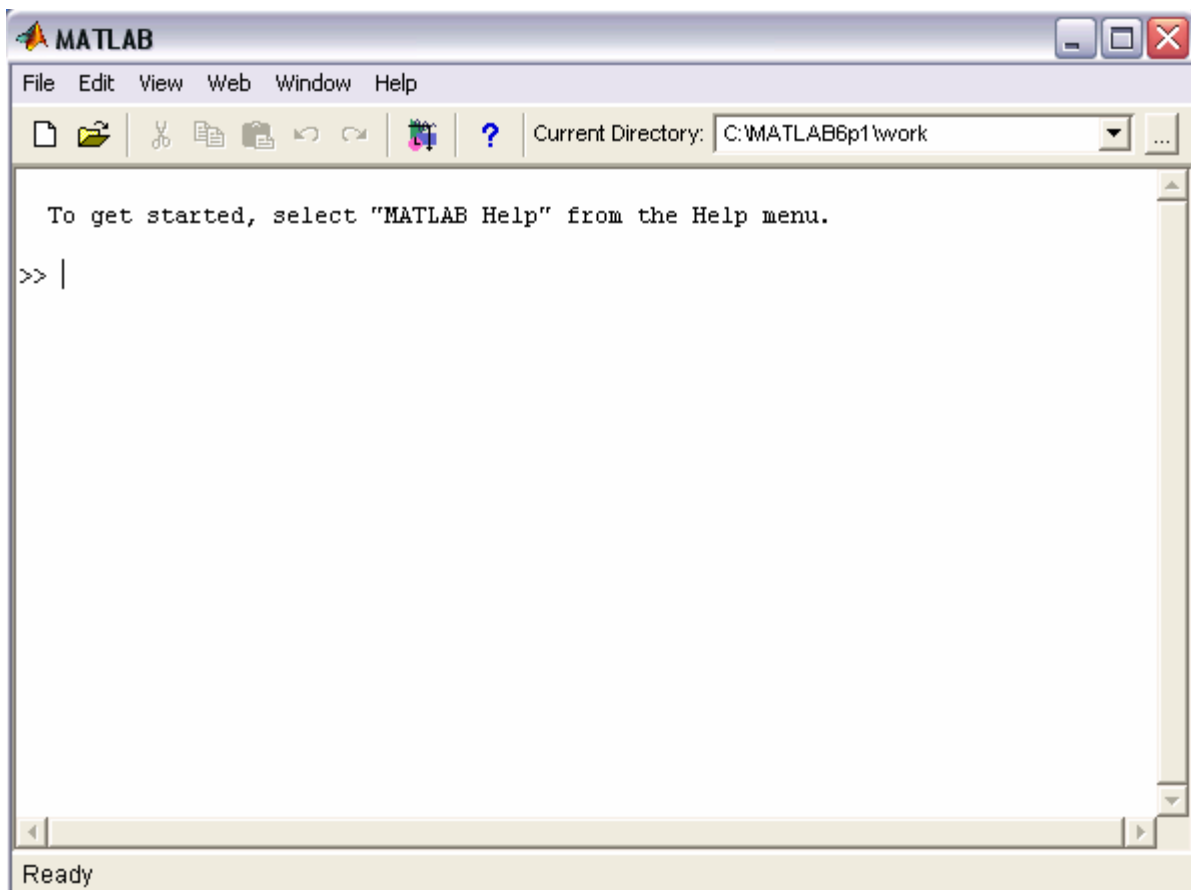 MATLAB
File Edit View Web Window Help
? Current Directory: C:\MATLAB6p1\work ...
To get started, select "MATLAB Help" from the Help menu.
>>
Ready